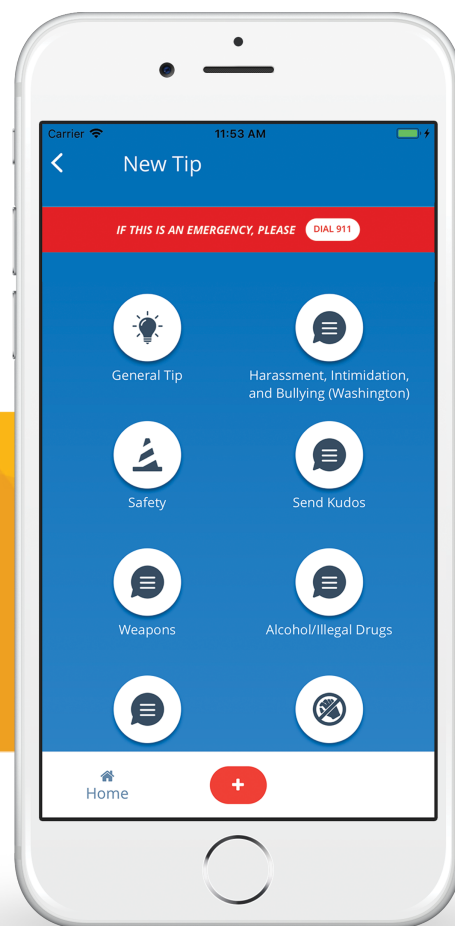 Carrier 11:53 AM
New Tip
IF THIS IS AN EMERGENCY, PLEASE DIAL 911
General Tip
Harassment, Intimidation,
and Bullying (Washington)
Safety
Send Kudos
Weapons
Alcohol/Illegal Drugs
Home